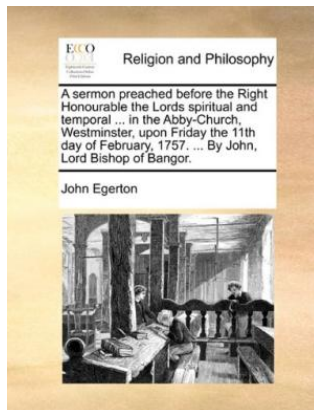 ECCO
Religion and Philosophy
A sermon preached before the Right
Honourable the Lords spiritual and
temporal ... in the Abby-Church,
Westminster, upon Friday the 11th
day of February, 1757. ... By John,
Lord Bishop of Bangor.
John Egerton